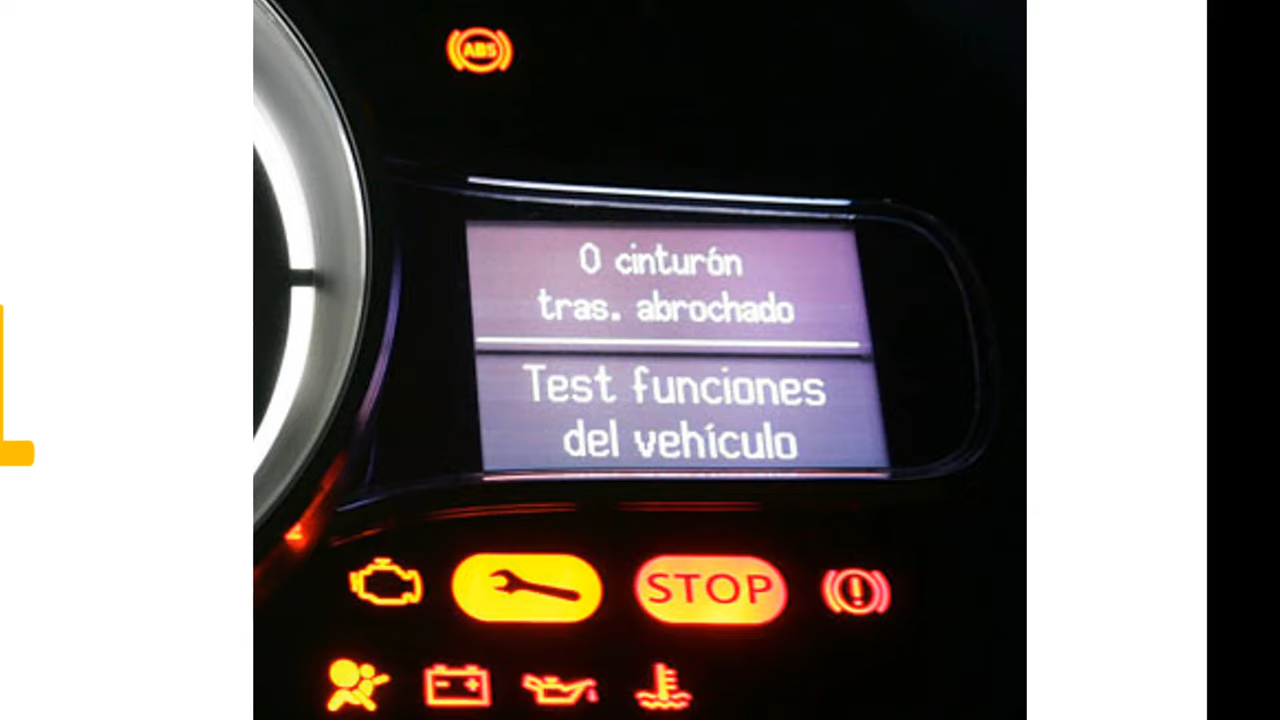 ABS
0 cinturón
tras. abrochado
Test funciones
del vehículo
STOP